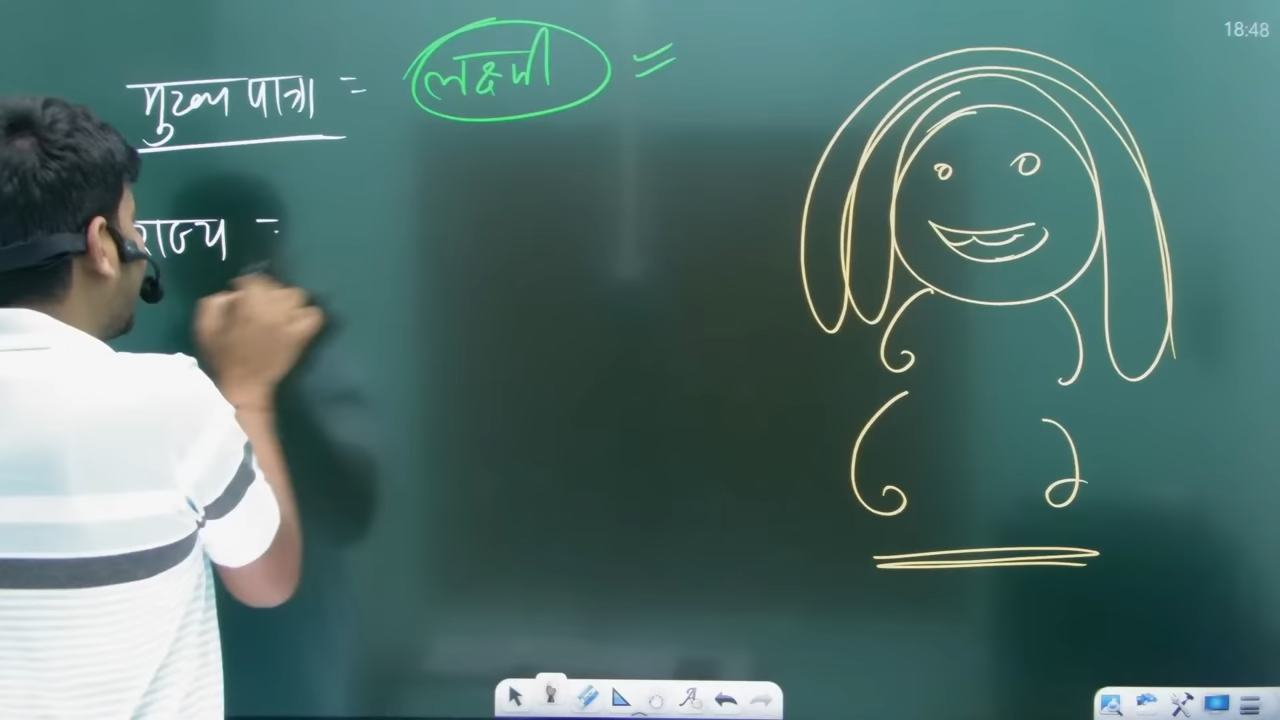 18:48
मुख्य पात्रा = लक्ष्मी =
राज्य =